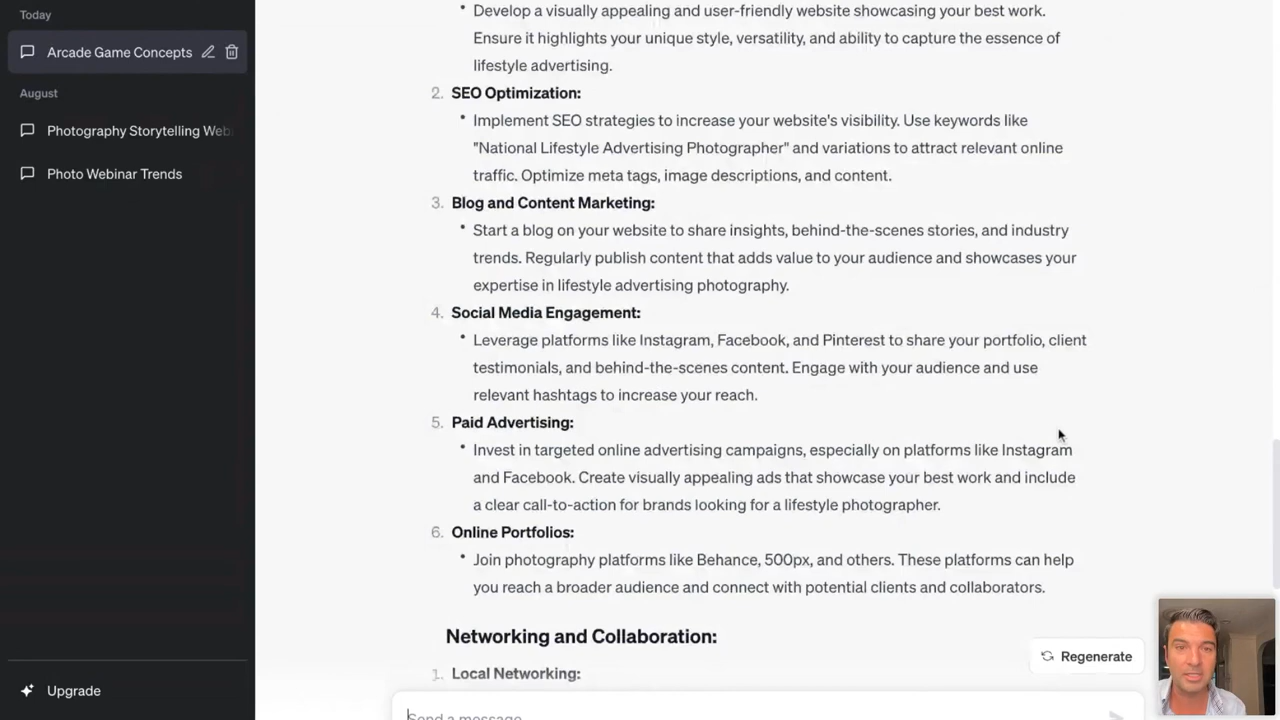 Today
Arcade Game Concepts
August
Photography Storytelling Web
Photo Webinar Trends
Upgrade
• Develop a visually appealing and user-friendly website showcasing your best work.
Ensure it highlights your unique style, versatility, and ability to capture the essence of
lifestyle advertising.
2. SEO Optimization:
• Implement SEO strategies to increase your website's visibility. Use keywords like
"National Lifestyle Advertising Photographer" and variations to attract relevant online
traffic. Optimize meta tags, image descriptions, and content.
3. Blog and Content Marketing:
• Start a blog on your website to share insights, behind-the-scenes stories, and industry
trends. Regularly publish content that adds value to your audience and showcases your
expertise in lifestyle advertising photography.
4. Social Media Engagement:
• Leverage platforms like Instagram, Facebook, and Pinterest to share your portfolio, client
testimonials, and behind-the-scenes content. Engage with your audience and use
relevant hashtags to increase your reach.
5. Paid Advertising:
• Invest in targeted online advertising campaigns, especially on platforms like Instagram
and Facebook. Create visually appealing ads that showcase your best work and include
a clear call-to-action for brands looking for a lifestyle photographer.
6. Online Portfolios:
• Join photography platforms like Behance, 500px, and others. These platforms can help
you reach a broader audience and connect with potential clients and collaborators.
Networking and Collaboration:
1. Local Networking:
Regenerate
Send a message